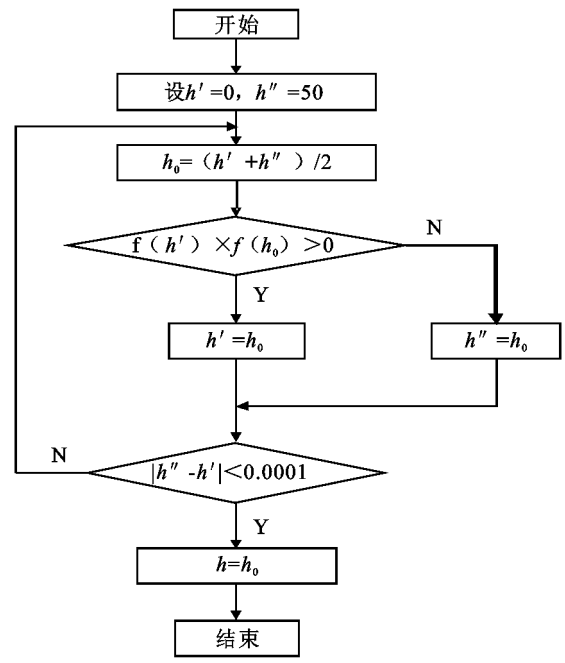 开始
设h′ =0，h″ =50
h₀=（h′ +h″ ）/2
f（h′）×f（h₀）＞0
N
Y
h′ =h₀
h″ =h₀
N
|h″ -h′|＜0.0001
Y
h=h₀
结束